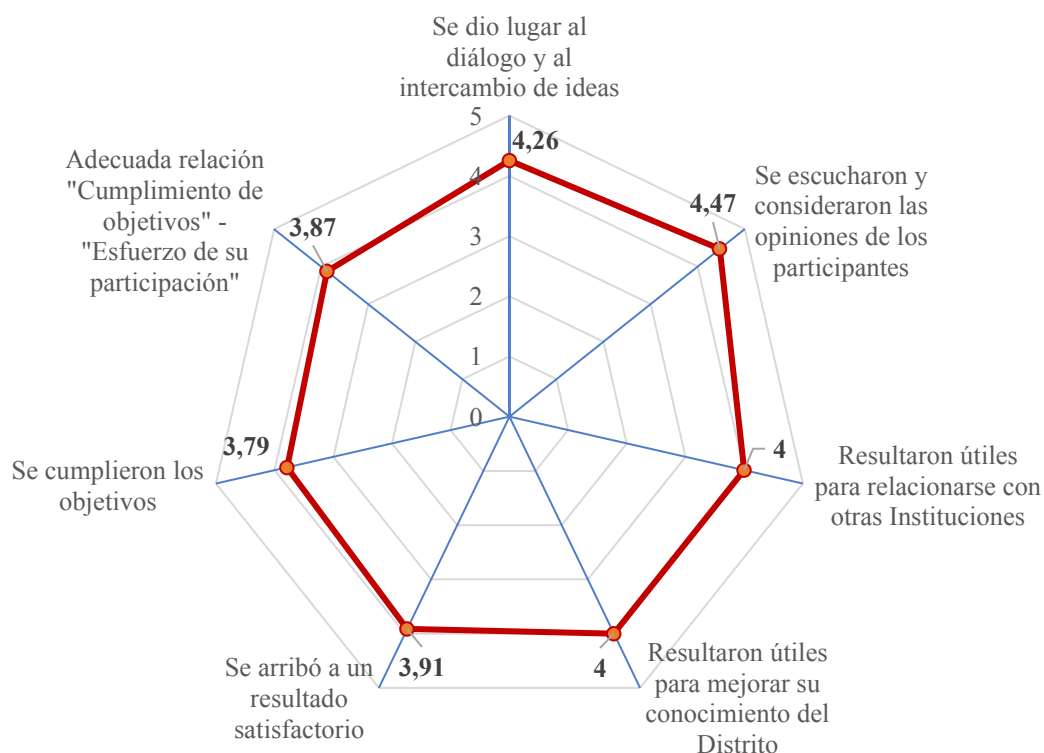 Se dio lugar al
diálogo y al
intercambio de ideas
5
4,26
4
3
2
1
0
Se escucharon y
consideraron las
opiniones de los
participantes
4,47
Resultaron útiles
para relacionarse con
otras Instituciones
4
Resultaron útiles
para mejorar su
conocimiento del
Distrito
4
Se arribó a un
resultado
satisfactorio
3,91
Se cumplieron los
objetivos
3,79
Adecuada relación
"Cumplimiento de
objetivos" -
"Esfuerzo de su
participación"
3,87